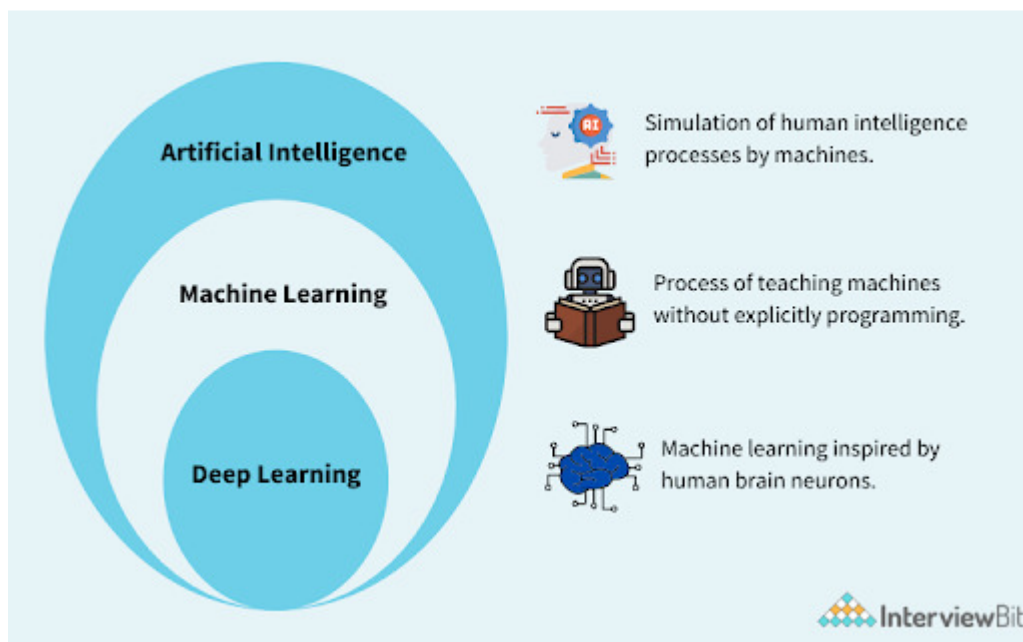 Artificial Intelligence
AI
Simulation of human intelligence
processes by machines.
Machine Learning
Process of teaching machines
without explicitly programming.
Deep Learning
Machine learning inspired by
human brain neurons.
InterviewBit